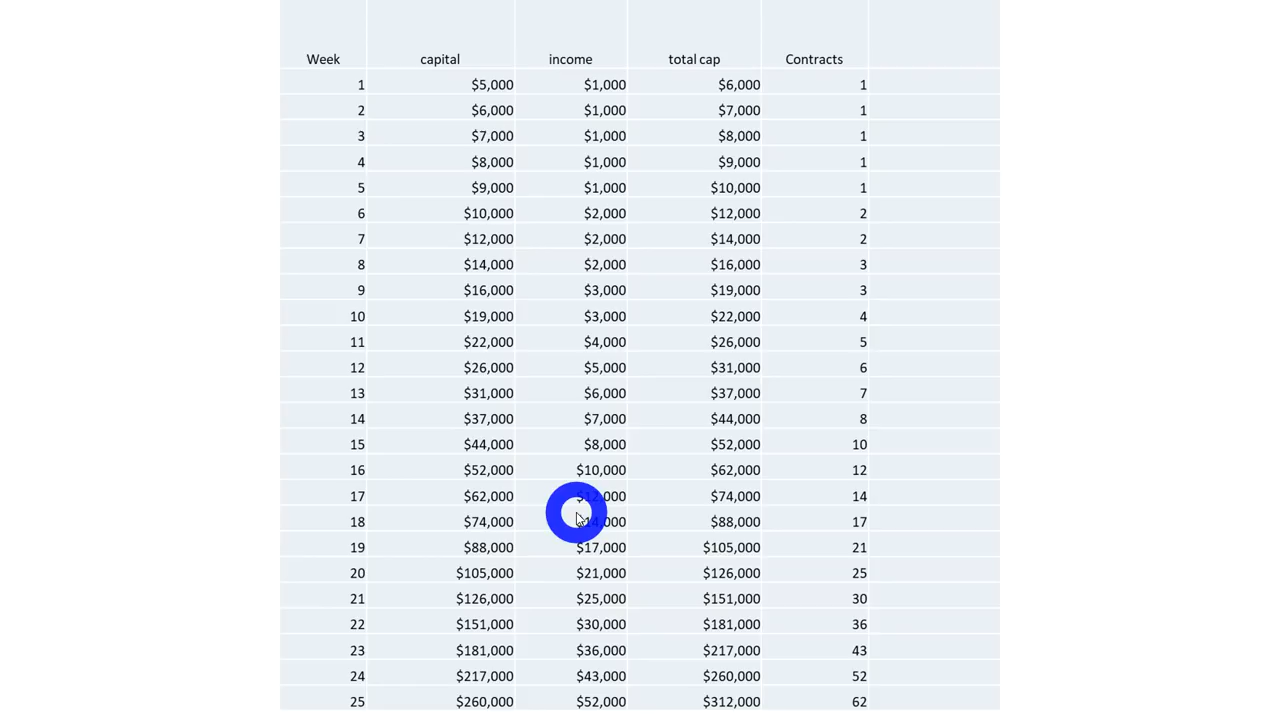 Week capital income total cap Contracts
1 $5,000 $1,000 $6,000 1
2 $6,000 $1,000 $7,000 1
3 $7,000 $1,000 $8,000 1
4 $8,000 $1,000 $9,000 1
5 $9,000 $1,000 $10,000 1
6 $10,000 $2,000 $12,000 2
7 $12,000 $2,000 $14,000 2
8 $14,000 $2,000 $16,000 3
9 $16,000 $3,000 $19,000 3
10 $19,000 $3,000 $22,000 4
11 $22,000 $4,000 $26,000 5
12 $26,000 $5,000 $31,000 6
13 $31,000 $6,000 $37,000 7
14 $37,000 $7,000 $44,000 8
15 $44,000 $8,000 $52,000 10
16 $52,000 $10,000 $62,000 12
17 $62,000 $12,000 $74,000 14
18 $74,000 $14,000 $88,000 17
19 $88,000 $17,000 $105,000 21
20 $105,000 $21,000 $126,000 25
21 $126,000 $25,000 $151,000 30
22 $151,000 $30,000 $181,000 36
23 $181,000 $36,000 $217,000 43
24 $217,000 $43,000 $260,000 52
25 $260,000 $52,000 $312,000 62